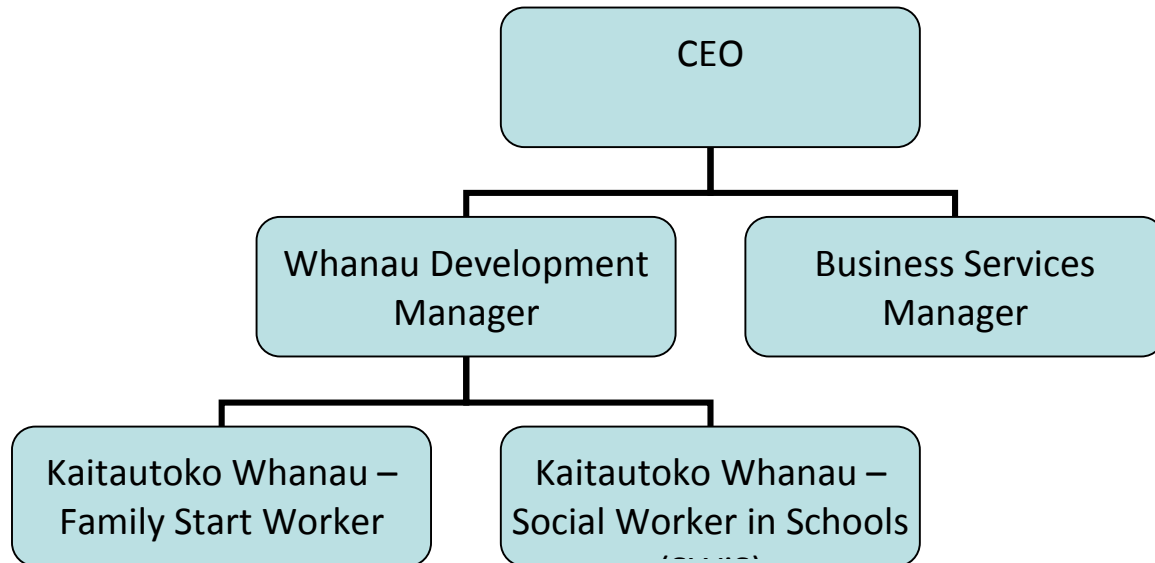 CEO
Whanau Development
Manager
Business Services
Manager
Kaitautoko Whanau –
Family Start Worker
Kaitautoko Whanau –
Social Worker in Schools